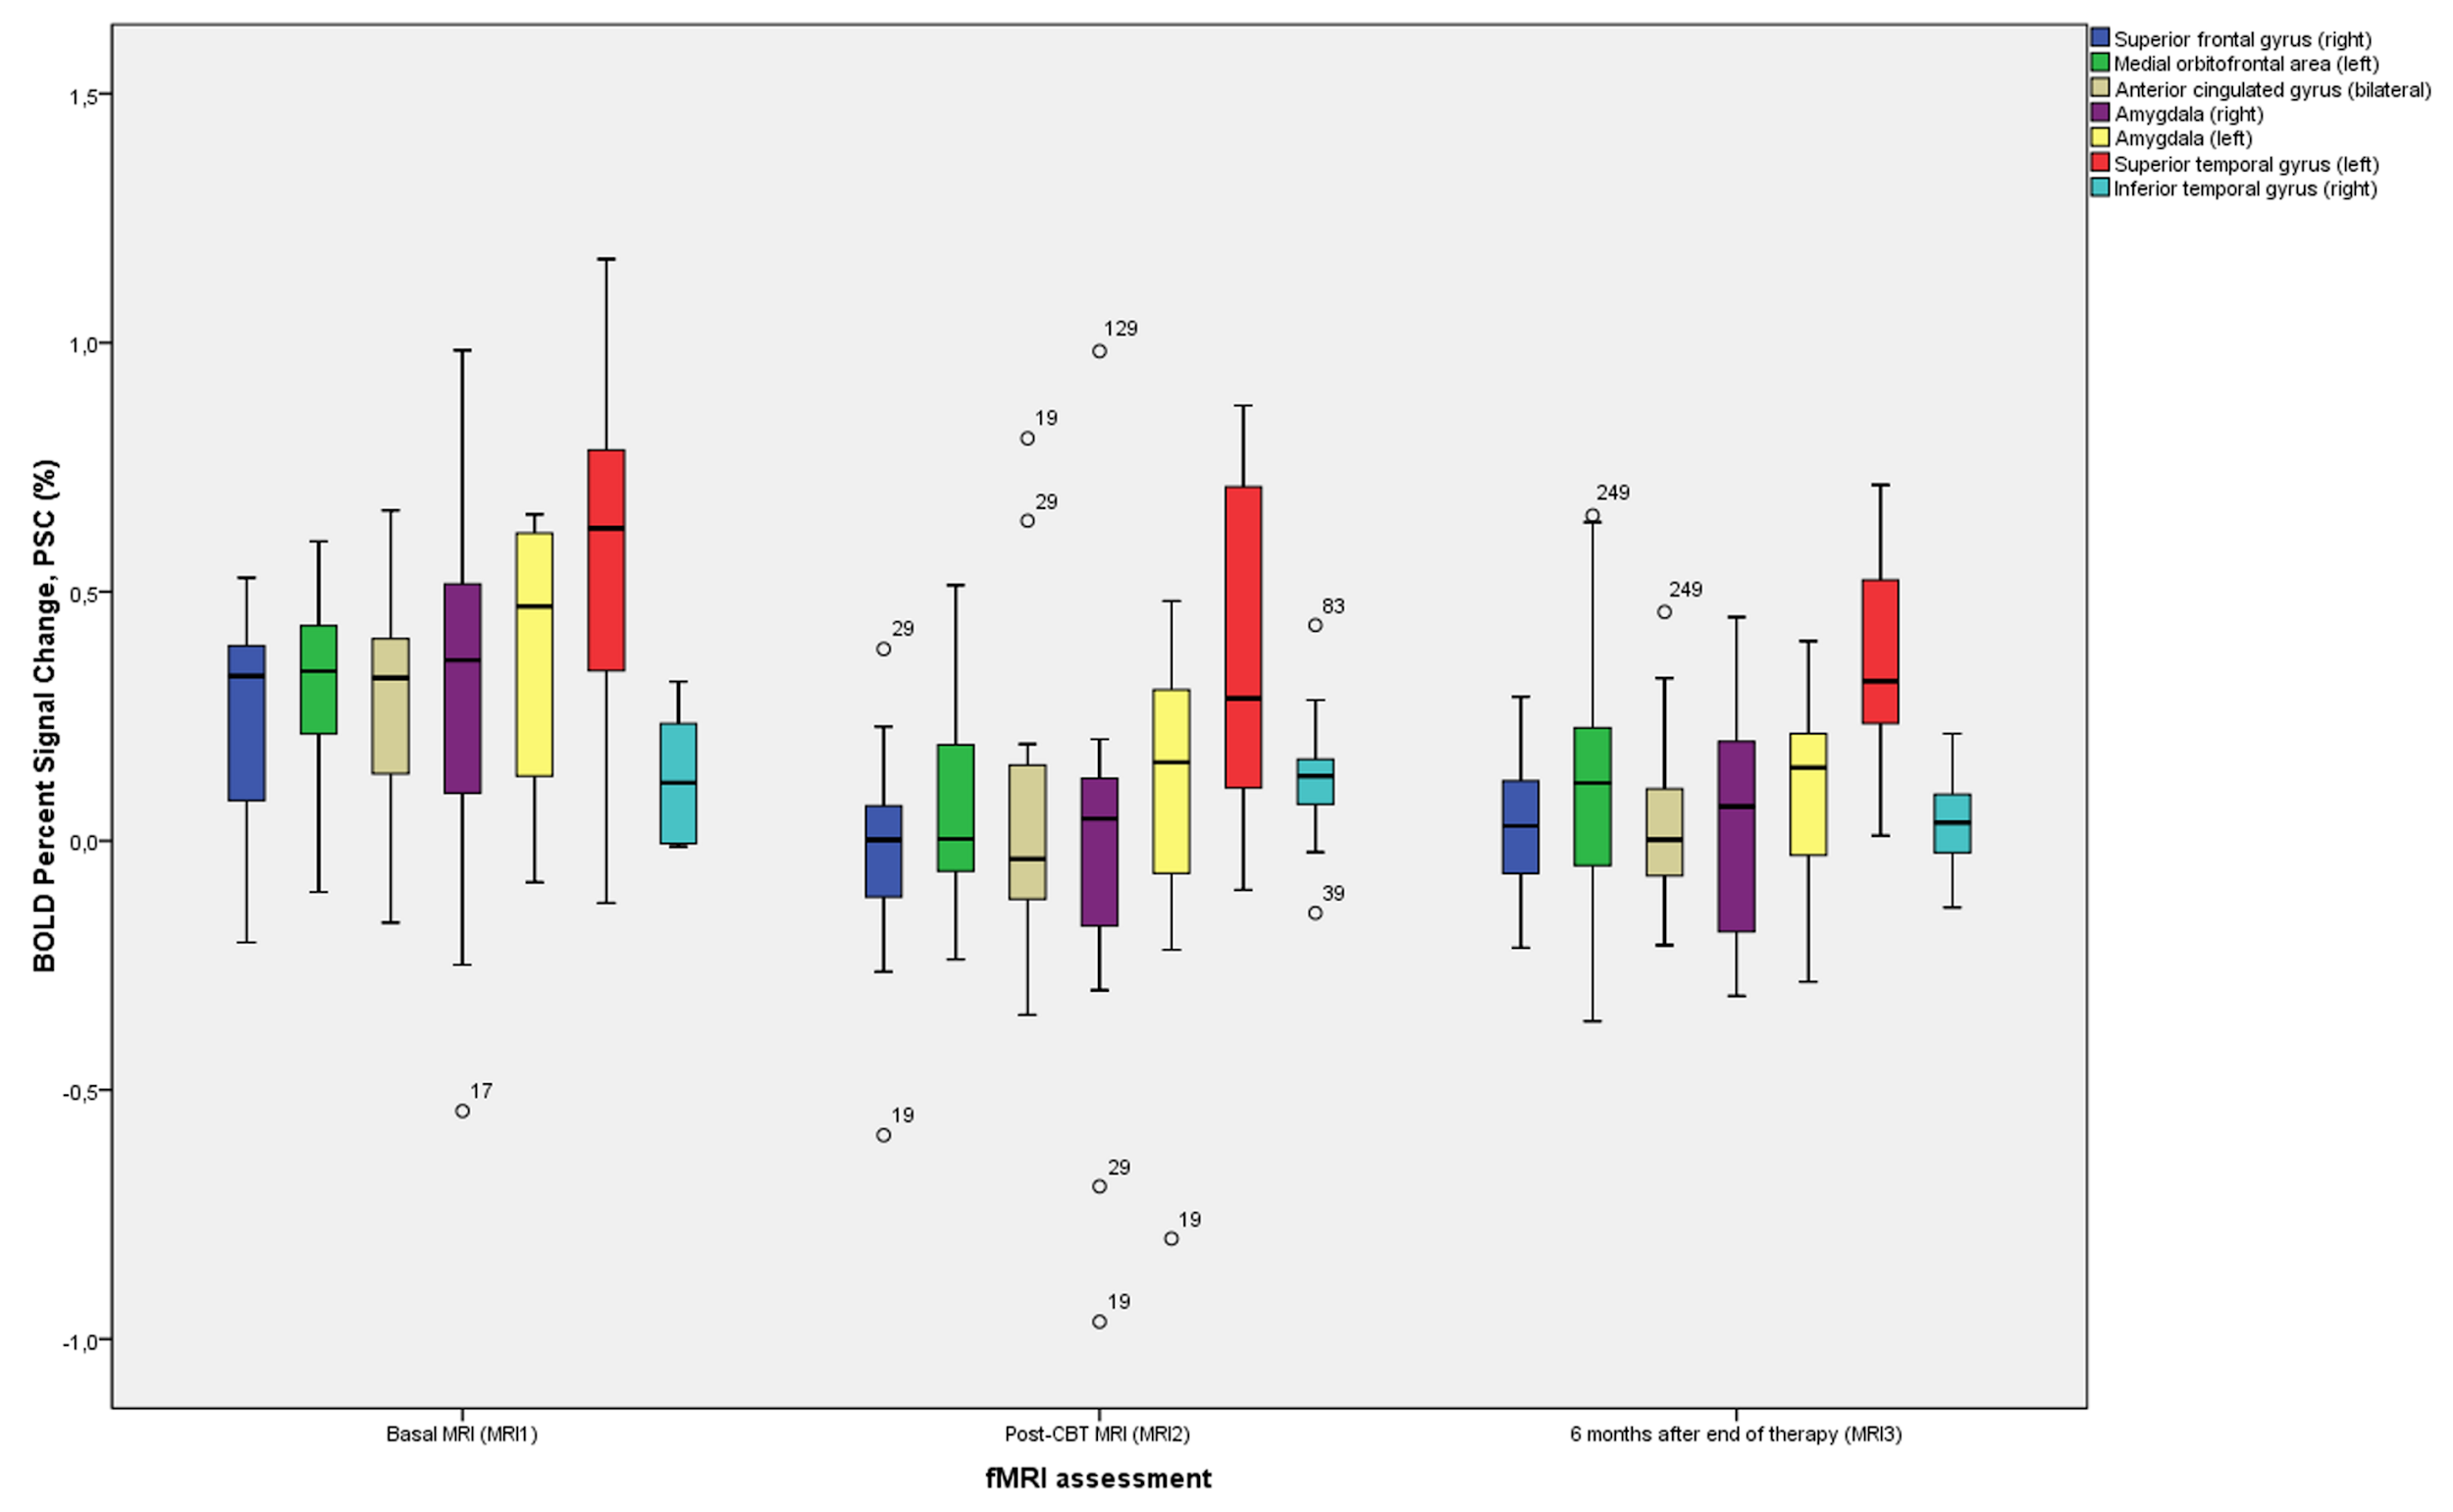 Superior frontal gyrus (right)
Medial orbitofrontal area (left)
Anterior cingulated gyrus (bilateral)
Amygdala (right)
Amygdala (left)
Superior temporal gyrus (left)
Inferior temporal gyrus (right)
BOLD Percent Signal Change, PSC (%)
1,5
1,0
0,5
0,0
-0,5
-1,0
17
29
19
19
29
129
29
19
19
83
39
249
249
Basal MRI (MRI1)
Post-CBT MRI (MRI2)
6 months after end of therapy (MRI3)
fMRI assessment